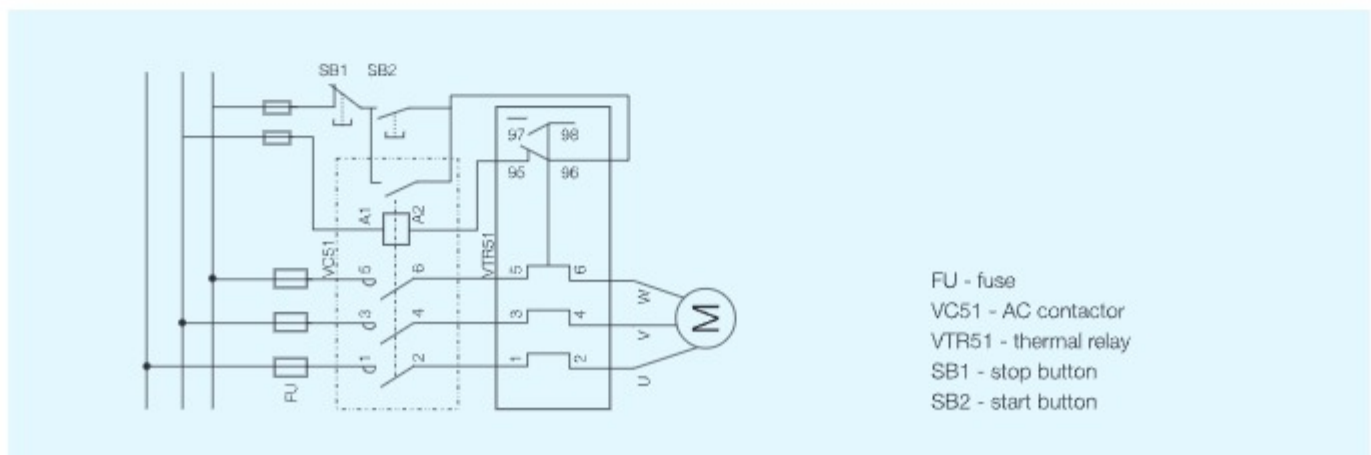 SB1 SB2
97 98
95 96
A1 A2
VC51
VTR51
5 6 5 6
W
3 4 3 4
V
M
1 2 1 2
U
FU
FU - fuse
VC51 - AC contactor
VTR51 - thermal relay
SB1 - stop button
SB2 - start button